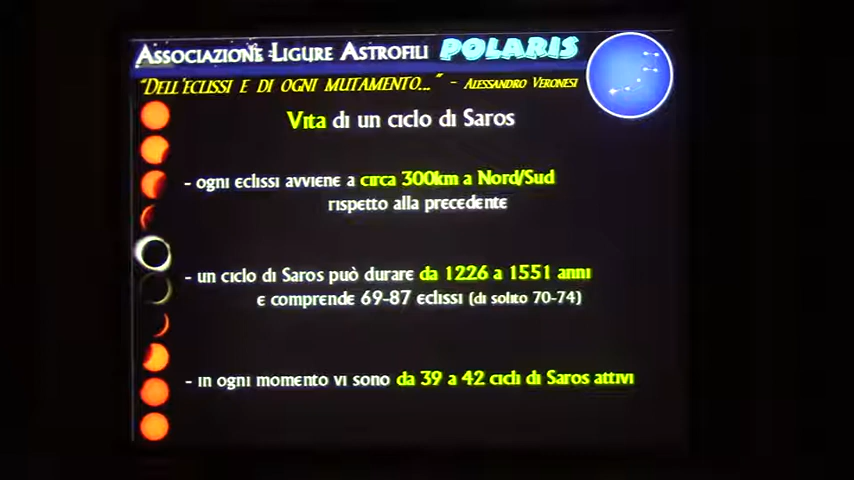 Associazione Ligure Astrofili POLARIS
"Dell'eclissi e di ogni mutamento..." - Alessandro Veronesi
Vita di un ciclo di Saros
- ogni eclissi avviene a circa 300km a Nord/Sud
rispetto alla precedente
- un ciclo di Saros può durare da 1226 a 1551 anni
e comprende 69-87 eclissi (di solito 70-74)
- in ogni momento vi sono da 39 a 42 cicli di Saros attivi